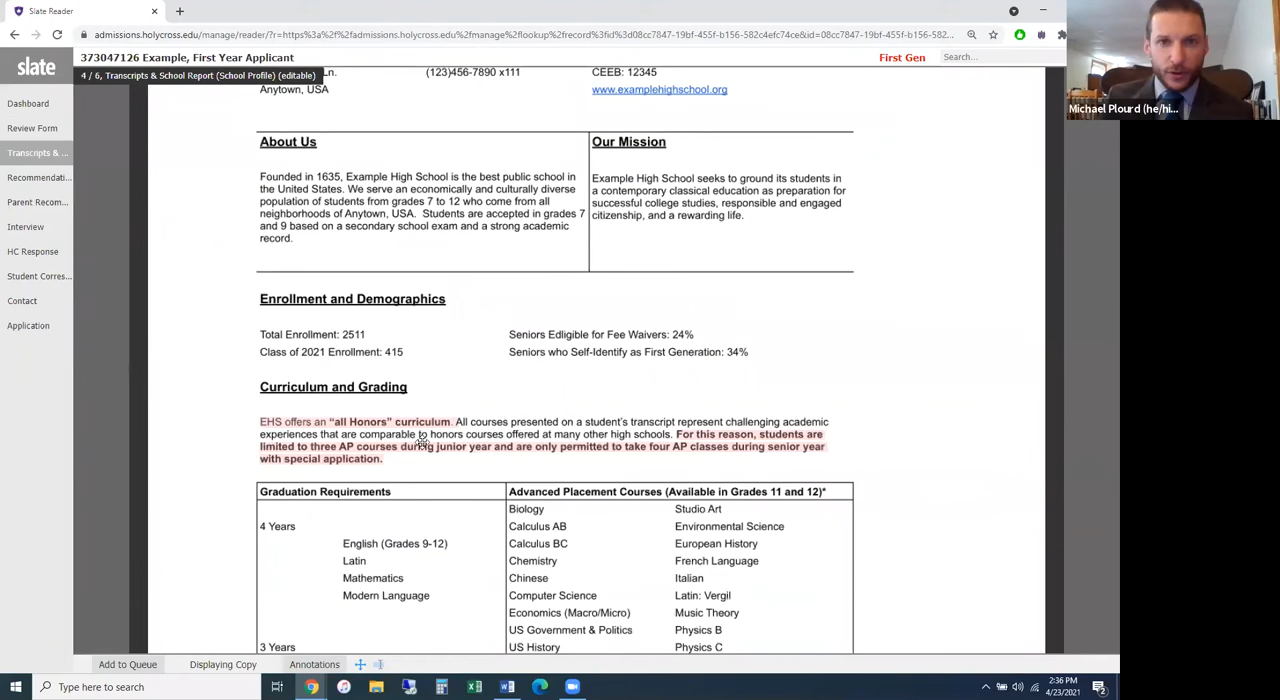 Slate Reader
admissions.holycross.edu/manage/reader/?r=https%3a%2f%2fadmissions.holycross.edu%2fmanage%2flookup%2frecord%3fid%3d08cc7847-19bf-455f-b156-582c4efc74ce&id=08cc7847-19bf-455f-b156-582...
slate
373047126 Example, First Year Applicant
First Gen
Search...
4 / 6, Transcripts & School Report (School Profile) (editable)
Ln.
(123)456-7890 x111
CEEB: 12345
Anytown, USA
www.examplehighschool.org
Michael Plourd (he/hi...
Dashboard
Review Form
Transcripts & ...
Recommendati...
Parent Recom...
Interview
HC Response
Student Corres...
Contact
Application
About Us
Founded in 1635, Example High School is the best public school in
the United States. We serve an economically and culturally diverse
population of students from grades 7 to 12 who come from all
neighborhoods of Anytown, USA. Students are accepted in grades 7
and 9 based on a secondary school exam and a strong academic
record.
Our Mission
Example High School seeks to ground its students in
a contemporary classical education as preparation for
successful college studies, responsible and engaged
citizenship, and a rewarding life.
Enrollment and Demographics
Total Enrollment: 2511
Seniors Edligible for Fee Waivers: 24%
Class of 2021 Enrollment: 415
Seniors who Self-Identify as First Generation: 34%
Curriculum and Grading
EHS offers an “all Honors” curriculum. All courses presented on a student’s transcript represent challenging academic
experiences that are comparable to honors courses offered at many other high schools. For this reason, students are
limited to three AP courses during junior year and are only permitted to take four AP classes during senior year
with special application.
Graduation Requirements
4 Years
English (Grades 9-12)
Latin
Mathematics
Modern Language
3 Years
Advanced Placement Courses (Available in Grades 11 and 12)*
Biology
Studio Art
Calculus AB
Environmental Science
Calculus BC
European History
Chemistry
French Language
Chinese
Italian
Computer Science
Latin: Vergil
Economics (Macro/Micro)
Music Theory
US Government & Politics
Physics B
US History
Physics C
Add to Queue
Displaying Copy
Annotations
Type here to search
2:36 PM
4/23/2021
2